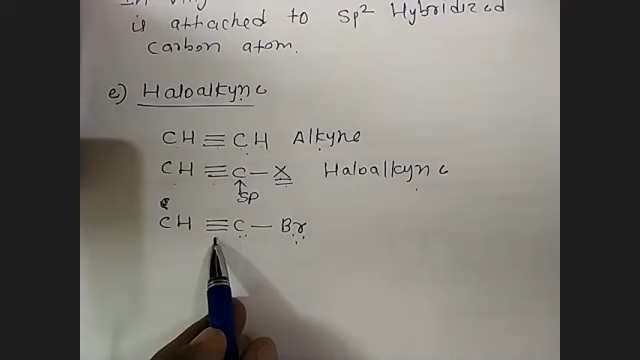 is attached to Sp² Hybridized
carbon atom.
e) Haloalkyne
CH ≡ CH Alkyne
CH ≡ C – X Haloalkyne
SP
CH ≡ C – Br